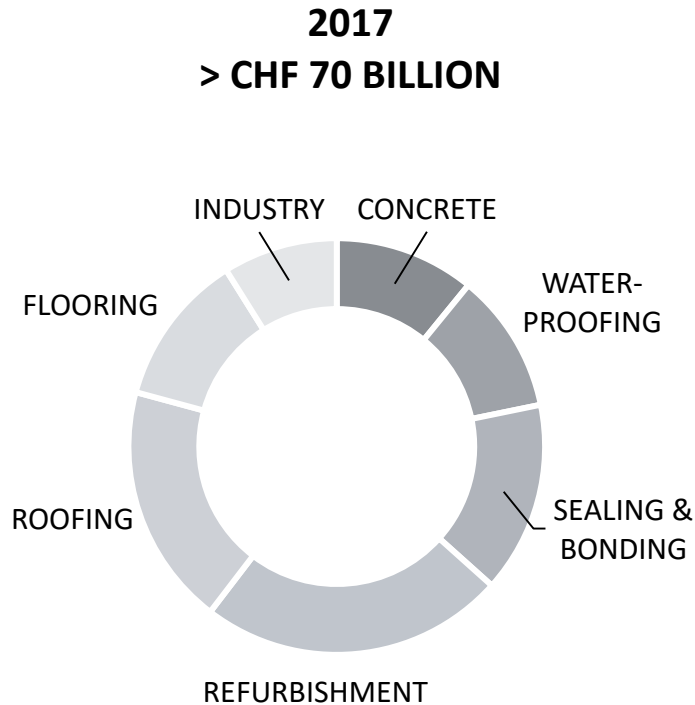 2017
> CHF 70 BILLION
INDUSTRY
CONCRETE
WATER-
PROOFING
FLOORING
ROOFING
SEALING &
BONDING
REFURBISHMENT